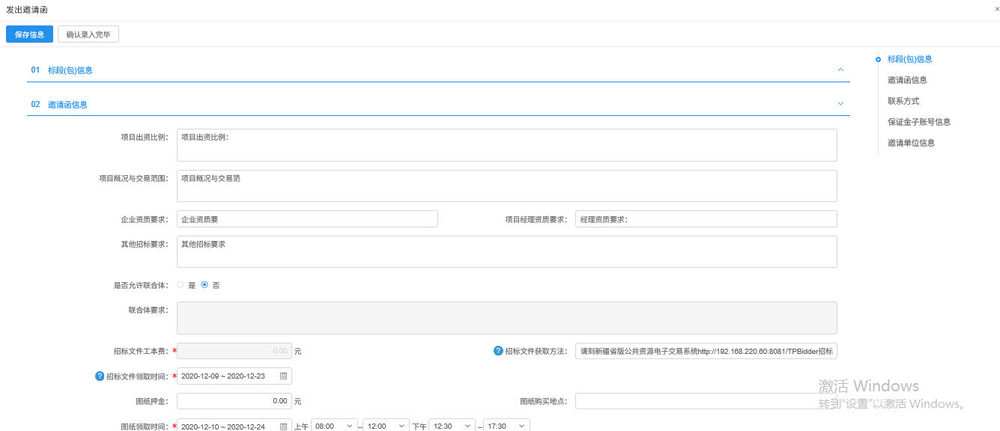 发出邀请函 ×
保存信息 确认录入完毕
01 标段(包)信息
02 邀请函信息
项目出资比例： 项目出资比例：
项目概况与交易范围： 项目概况与交易范
企业资质要求： 企业资质要 项目经理资质要求： 经理资质要求：
其他招标要求： 其他招标要求
是否允许联合体： 是 否
联合体要求：
招标文件工本费：* 0.00 元 ? 招标文件获取方法： 请到新疆省版公共资源电子交易系统http://192.168.220.60:8081/TPBidder招标
? 招标文件领取时间：* 2020-12-09 ~ 2020-12-23
图纸押金： 0.00 元 图纸购买地点：
图纸领取时间：* 2020-12-10 ~ 2020-12-24 上午 08:00 -- 12:00 下午 12:30 -- 17:30
标段(包)信息
邀请函信息
联系方式
保证金子账号信息
邀请单位信息
激活 Windows
转到"设置"以激活 Windows。